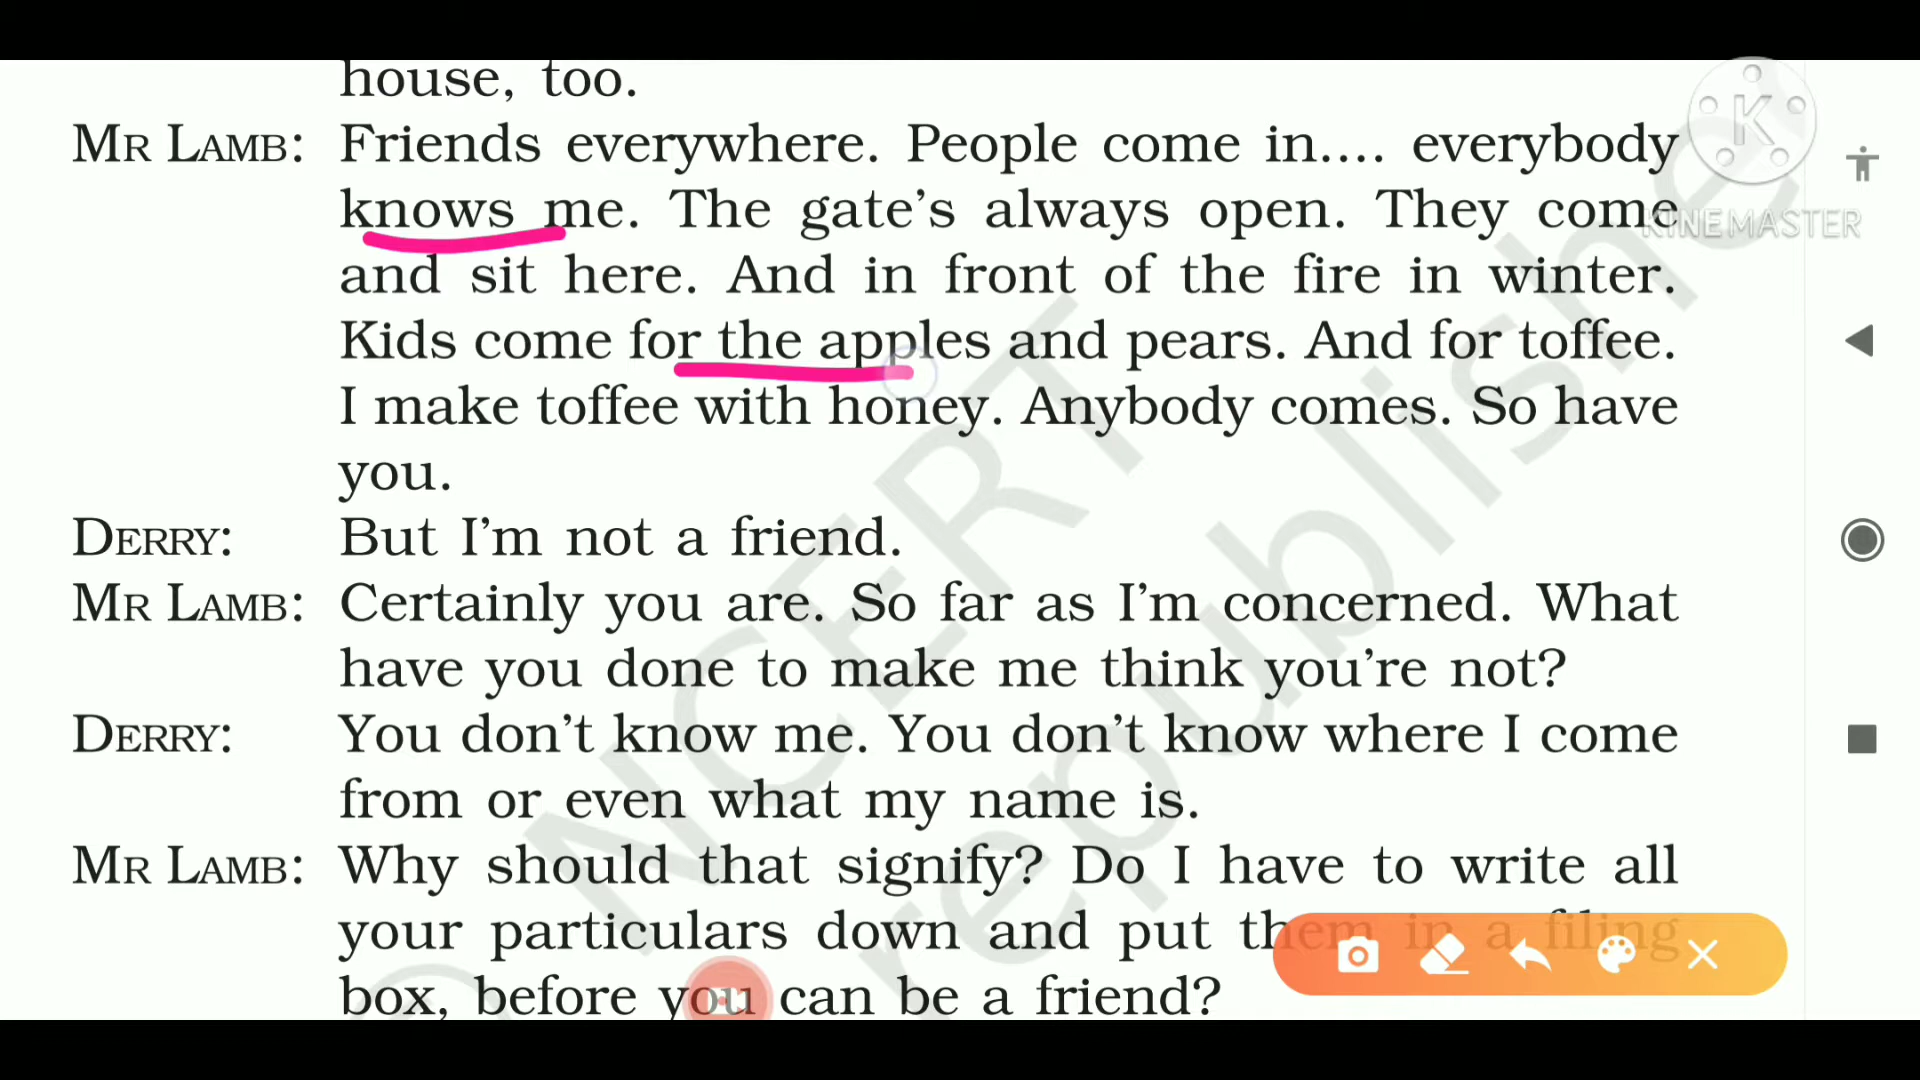 house, too.
MR LAMB: Friends everywhere. People come in.... everybody
knows me. The gate's always open. They come
and sit here. And in front of the fire in winter.
Kids come for the apples and pears. And for toffee.
I make toffee with honey. Anybody comes. So have
you.
DERRY: But I'm not a friend.
MR LAMB: Certainly you are. So far as I'm concerned. What
have you done to make me think you're not?
DERRY: You don't know me. You don't know where I come
from or even what my name is.
MR LAMB: Why should that signify? Do I have to write all
your particulars down and put them in a filing
box, before you can be a friend?
K
KINEMASTER
NCERT
republishe